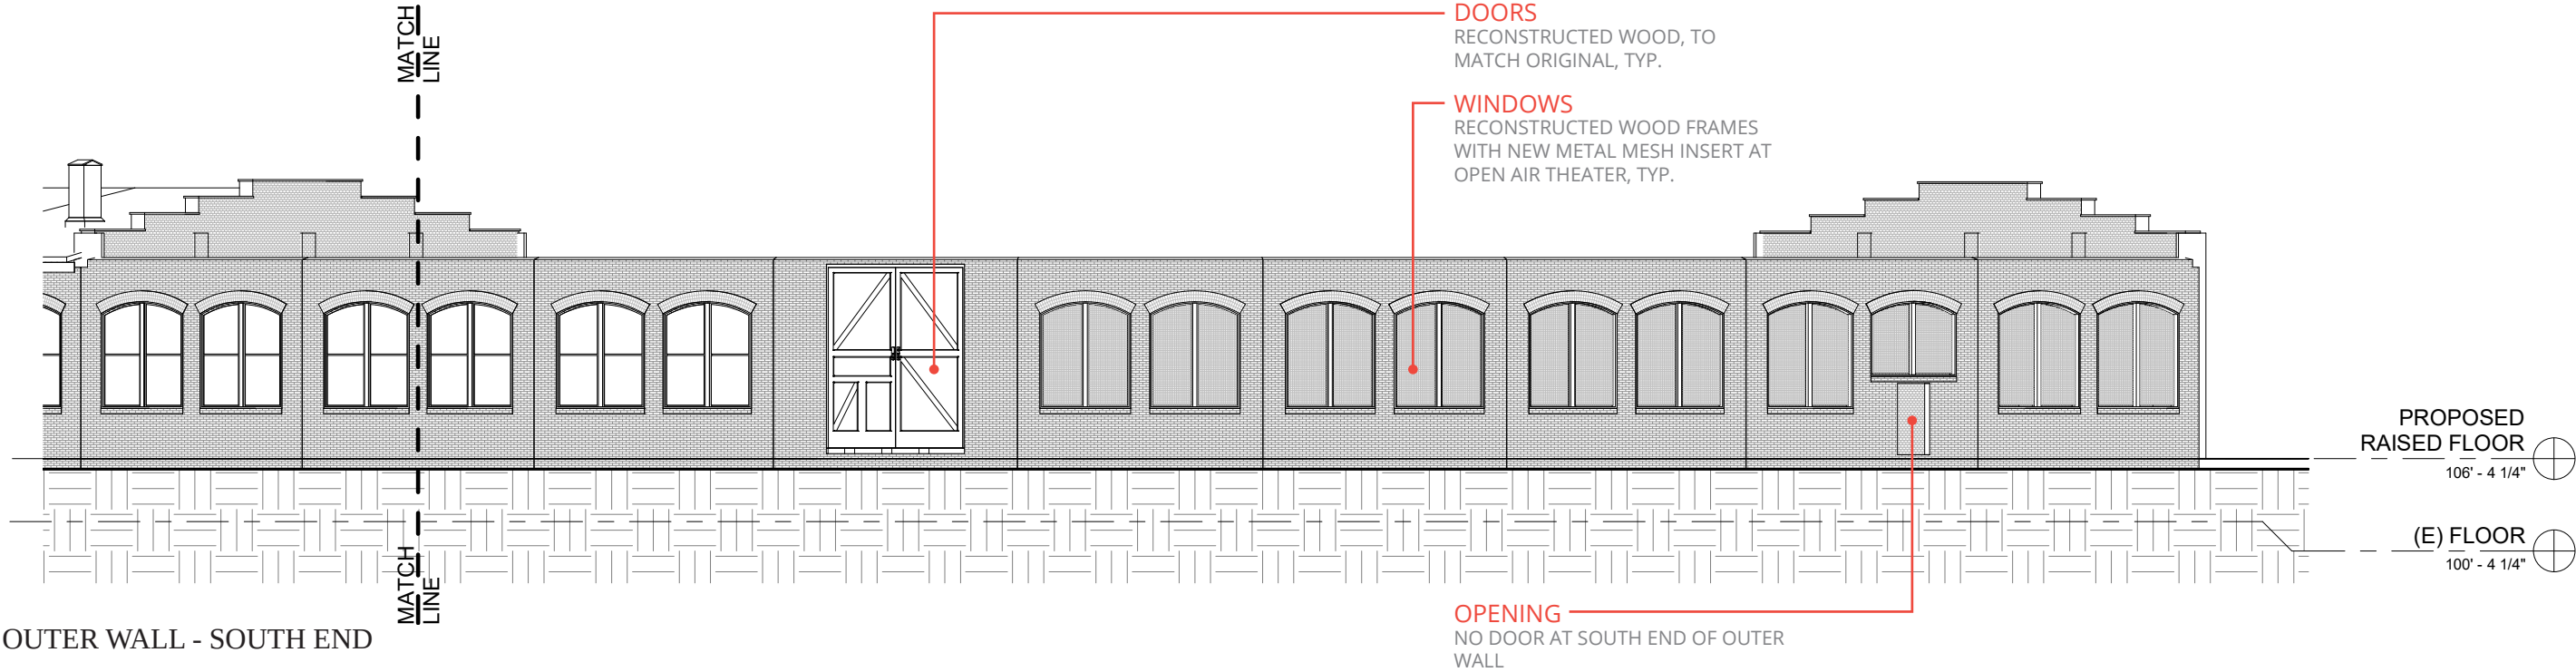 MATCH
LINE
DOORS
RECONSTRUCTED WOOD, TO
MATCH ORIGINAL, TYP.
WINDOWS
RECONSTRUCTED WOOD FRAMES
WITH NEW METAL MESH INSERT AT
OPEN AIR THEATER, TYP.
PROPOSED
RAISED FLOOR
106' - 4 1/4"
(E) FLOOR
100' - 4 1/4"
MATCH
LINE
OPENING
NO DOOR AT SOUTH END OF OUTER
WALL
OUTER WALL - SOUTH END